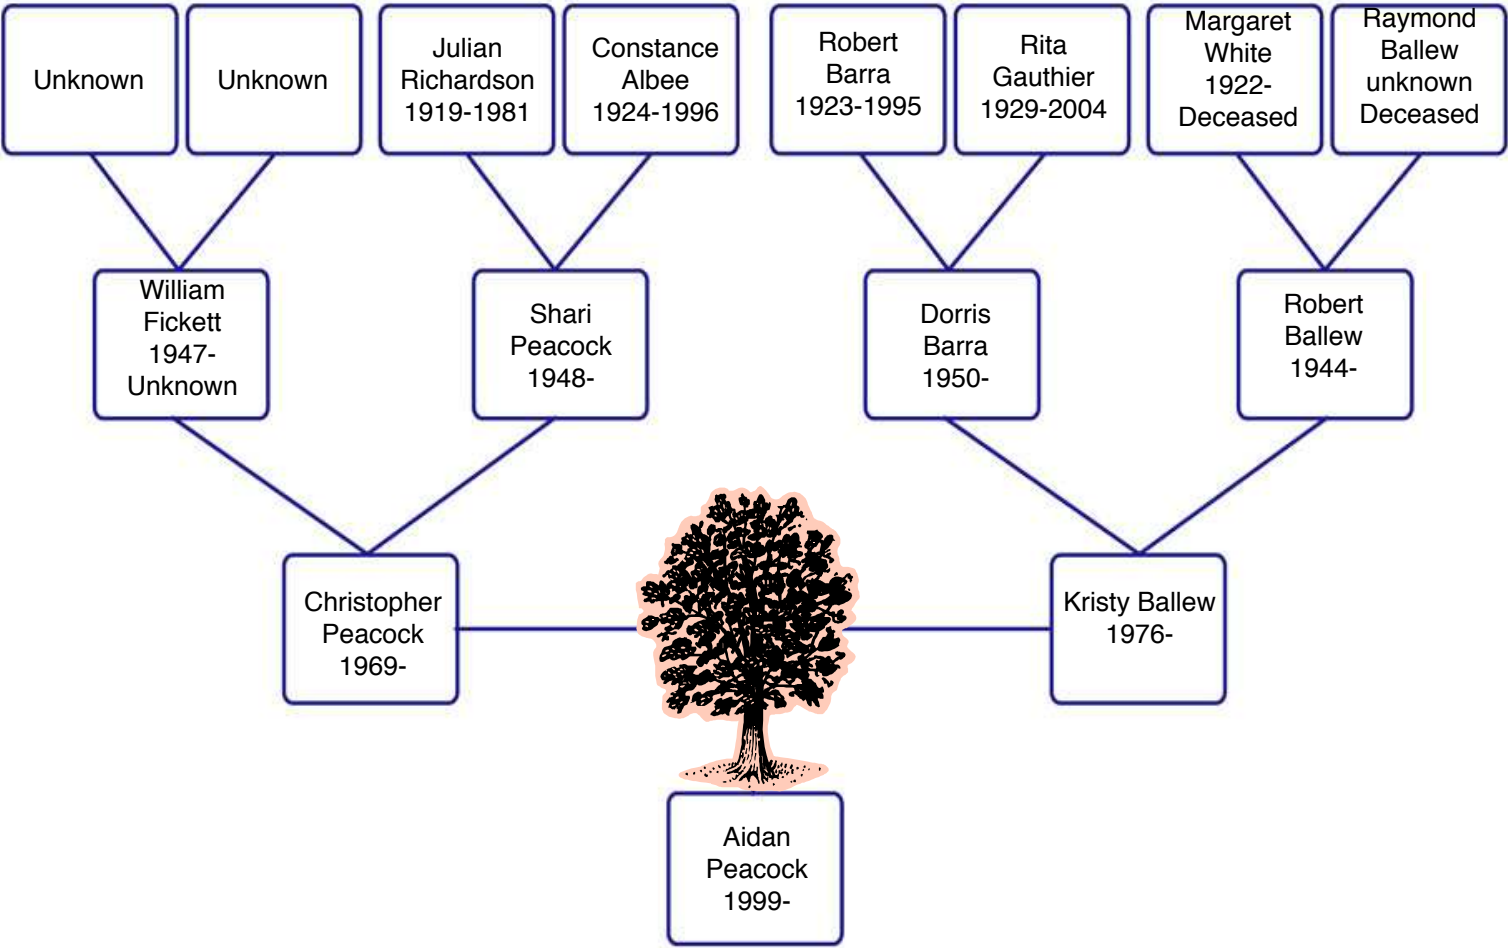 Unknown
Unknown
Julian
Richardson
1919-1981
Constance
Albee
1924-1996
Robert
Barra
1923-1995
Rita
Gauthier
1929-2004
Margaret
White
1922-
Deceased
Raymond
Ballew
unknown
Deceased
William
Fickett
1947-
Unknown
Shari
Peacock
1948-
Dorris
Barra
1950-
Robert
Ballew
1944-
Christopher
Peacock
1969-
Kristy Ballew
1976-
Aidan
Peacock
1999-